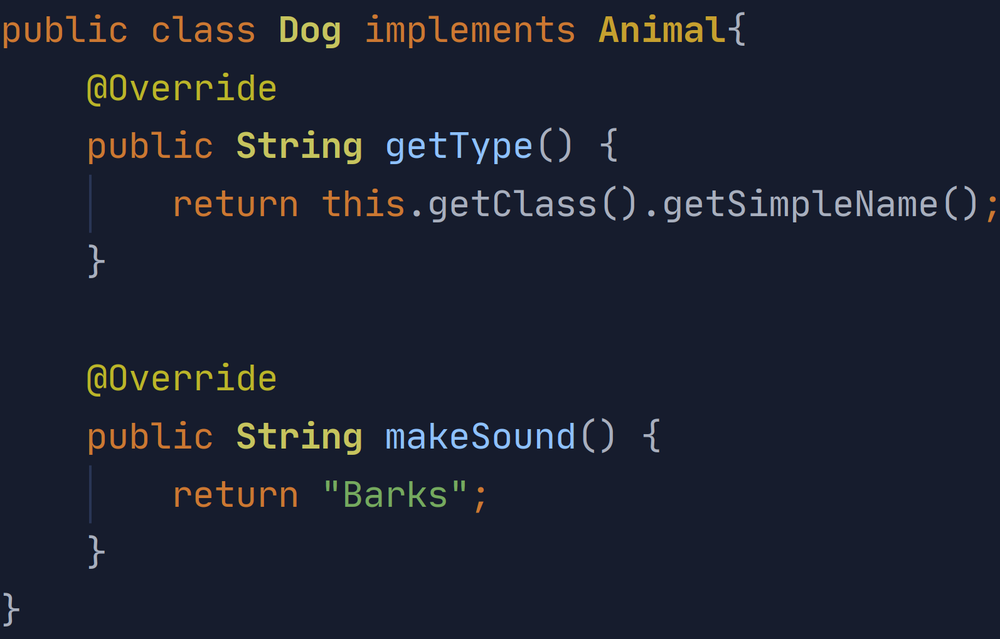 public class Dog implements Animal{
    @Override
    public String getType() {
        return this.getClass().getSimpleName();
    }

    @Override
    public String makeSound() {
        return "Barks";
    }
}